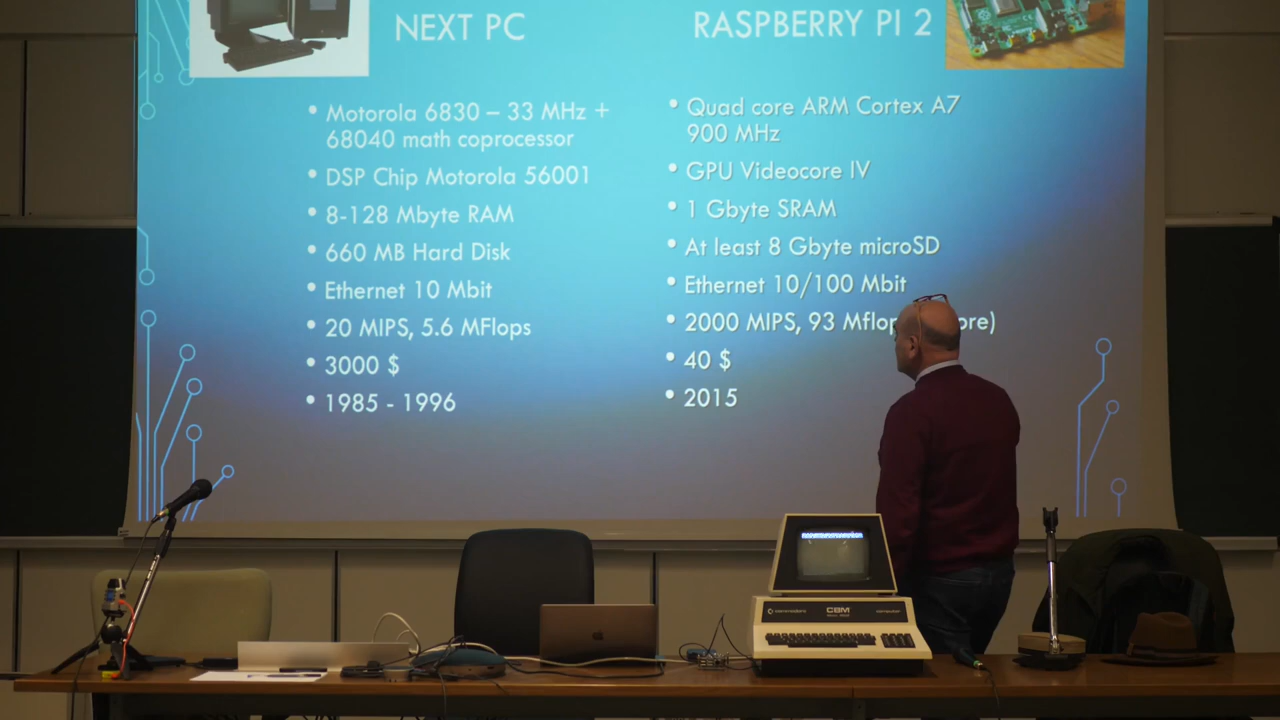 NEXT PC
• Motorola 6830 – 33 MHz +
68040 math coprocessor
• DSP Chip Motorola 56001
• 8-128 Mbyte RAM
• 660 MB Hard Disk
• Ethernet 10 Mbit
• 20 MIPS, 5.6 MFlops
• 3000 $
• 1985 - 1996
RASPBERRY PI 2
• Quad core ARM Cortex A7
900 MHz
• GPU Videocore IV
• 1 Gbyte SRAM
• At least 8 Gbyte microSD
• Ethernet 10/100 Mbit
• 2000 MIPS, 93
• 40 $
• 2015
commodore CBM computer